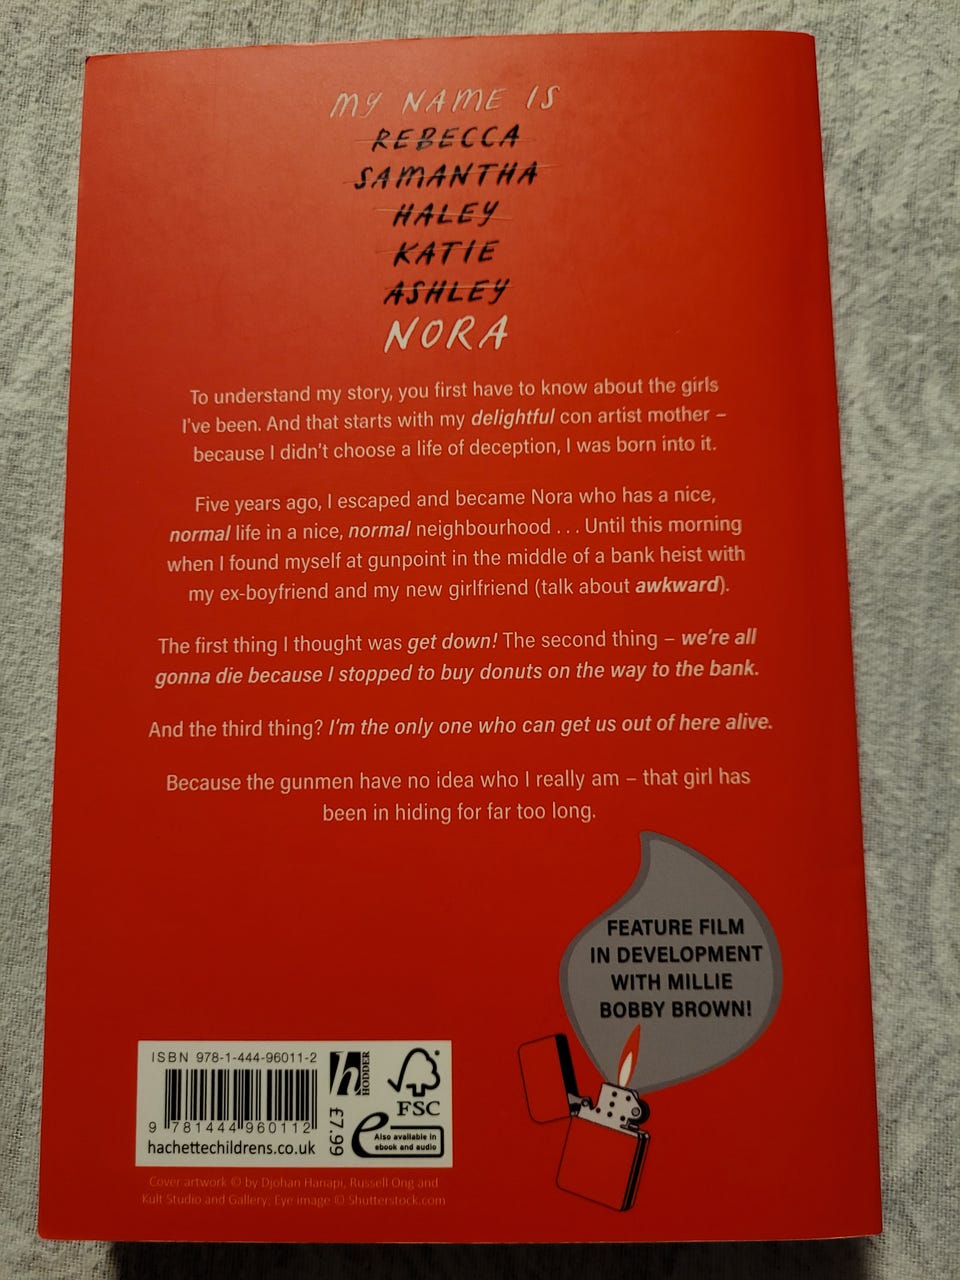 MY NAME IS
REBECCA
SAMANTHA
HALEY
KATIE
ASHLEY
NORA
To understand my story, you first have to know about the girls
I've been. And that starts with my delightful con artist mother –
because I didn't choose a life of deception, I was born into it.
Five years ago, I escaped and became Nora who has a nice,
normal life in a nice, normal neighbourhood . . . Until this morning
when I found myself at gunpoint in the middle of a bank heist with
my ex-boyfriend and my new girlfriend (talk about awkward).
The first thing I thought was get down! The second thing – we're all
gonna die because I stopped to buy donuts on the way to the bank.
And the third thing? I'm the only one who can get us out of here alive.
Because the gunmen have no idea who I really am – that girl has
been in hiding for far too long.
FEATURE FILM
IN DEVELOPMENT
WITH MILLIE
BOBBY BROWN!
ISBN 978-1-444-96011-2
9 781444 960112
hachettechildrens.co.uk
h HODDER
FSC
£7.99
e Also available in
ebook and audio
Cover artwork © by Djohan Hanapi, Russell Ong and
Kult Studio and Gallery; Eye image © Shutterstock.com